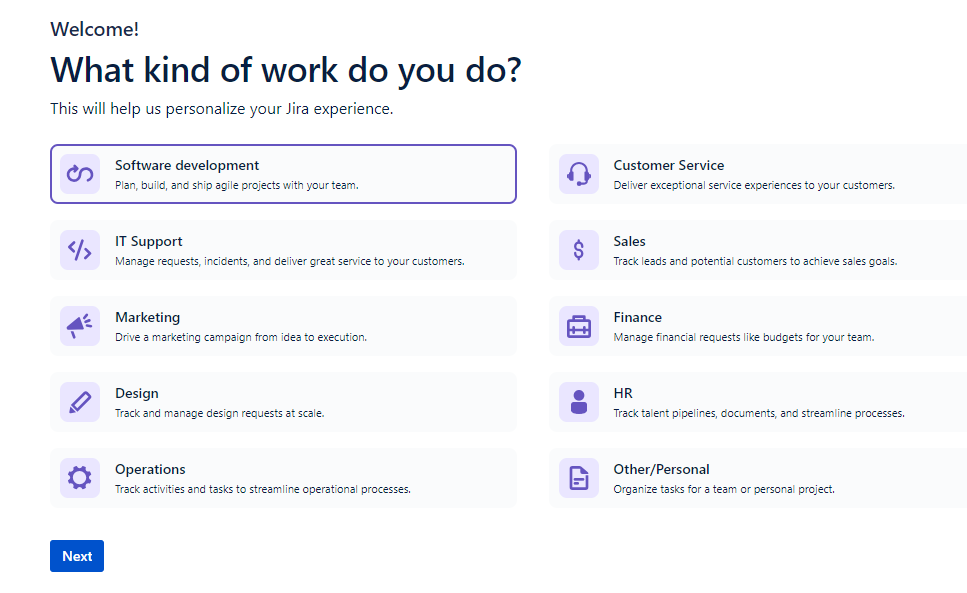 Welcome!
What kind of work do you do?
This will help us personalize your Jira experience.
Software development
Plan, build, and ship agile projects with your team.
Customer Service
Deliver exceptional service experiences to your customers.
IT Support
Manage requests, incidents, and deliver great service to your customers.
Sales
Track leads and potential customers to achieve sales goals.
Marketing
Drive a marketing campaign from idea to execution.
Finance
Manage financial requests like budgets for your team.
Design
Track and manage design requests at scale.
HR
Track talent pipelines, documents, and streamline processes.
Operations
Track activities and tasks to streamline operational processes.
Other/Personal
Organize tasks for a team or personal project.
Next